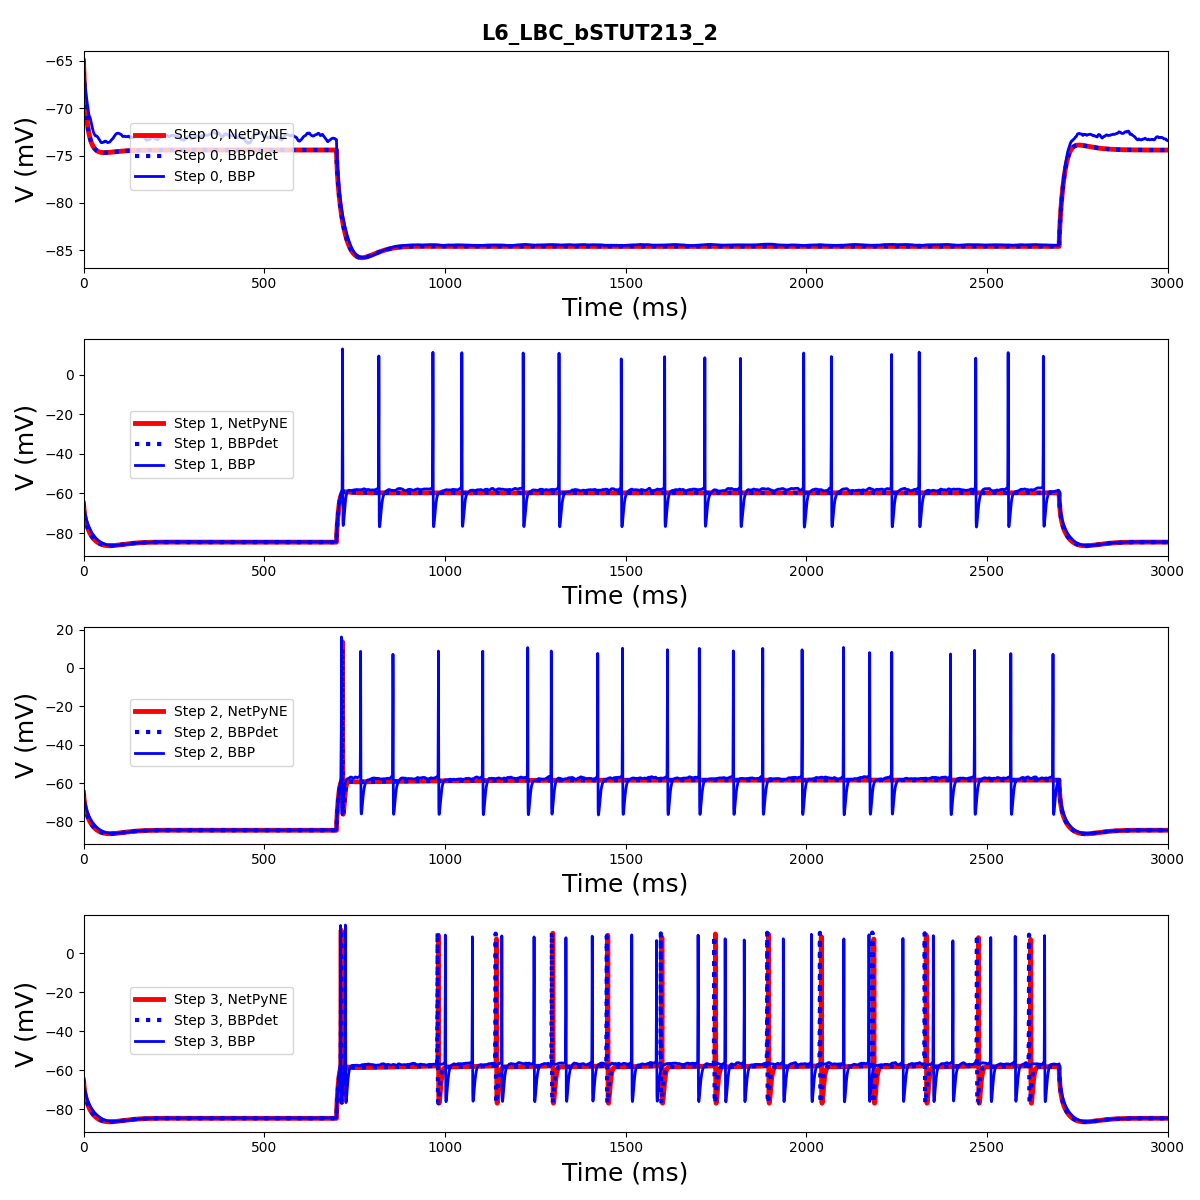 L6_LBC_bSTUT213_2
−65
−70
−75
−80
−85
V (mV)
Step 0, NetPyNE
Step 0, BBPdet
Step 0, BBP
0 500 1000 1500 2000 2500 3000
Time (ms)
0
−20
−40
−60
−80
V (mV)
Step 1, NetPyNE
Step 1, BBPdet
Step 1, BBP
0 500 1000 1500 2000 2500 3000
Time (ms)
20
0
−20
−40
−60
−80
V (mV)
Step 2, NetPyNE
Step 2, BBPdet
Step 2, BBP
0 500 1000 1500 2000 2500 3000
Time (ms)
0
−20
−40
−60
−80
V (mV)
Step 3, NetPyNE
Step 3, BBPdet
Step 3, BBP
0 500 1000 1500 2000 2500 3000
Time (ms)